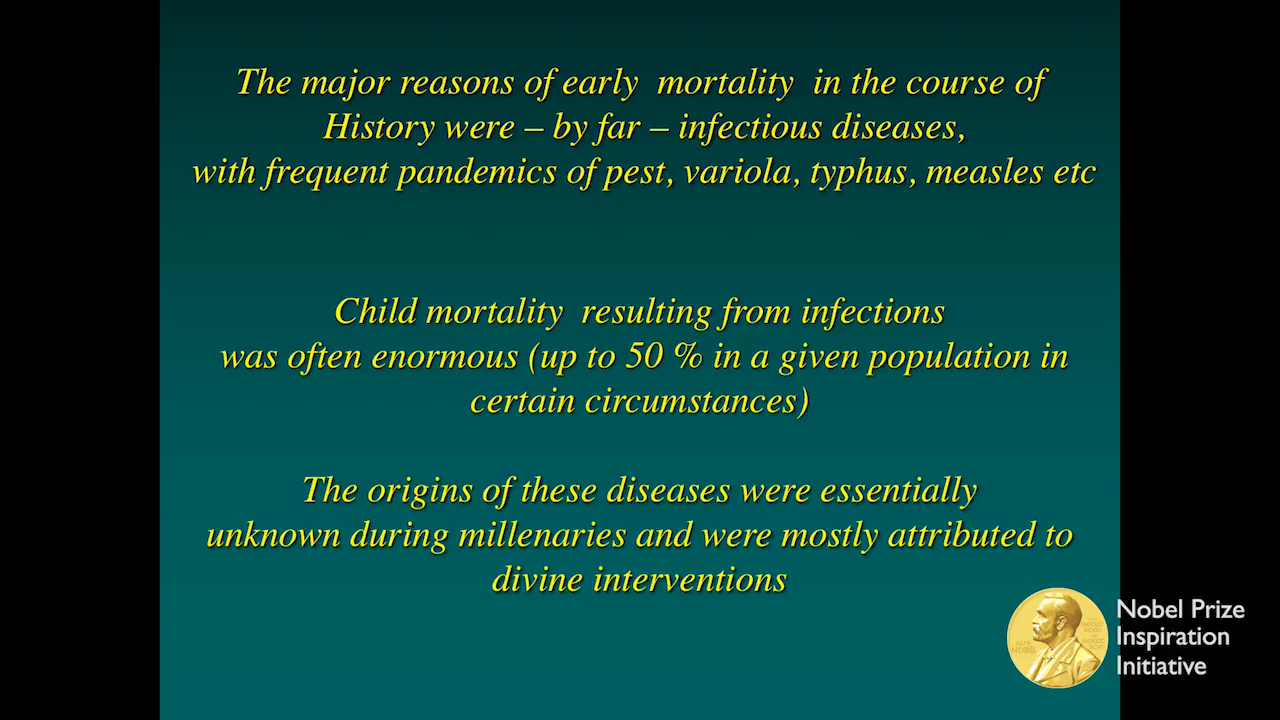 The major reasons of early mortality in the course of
History were – by far – infectious diseases,
with frequent pandemics of pest, variola, typhus, measles etc
Child mortality resulting from infections
was often enormous (up to 50 % in a given population in
certain circumstances)
The origins of these diseases were essentially
unknown during millenaries and were mostly attributed to
divine interventions
Nobel Prize
Inspiration
Initiative